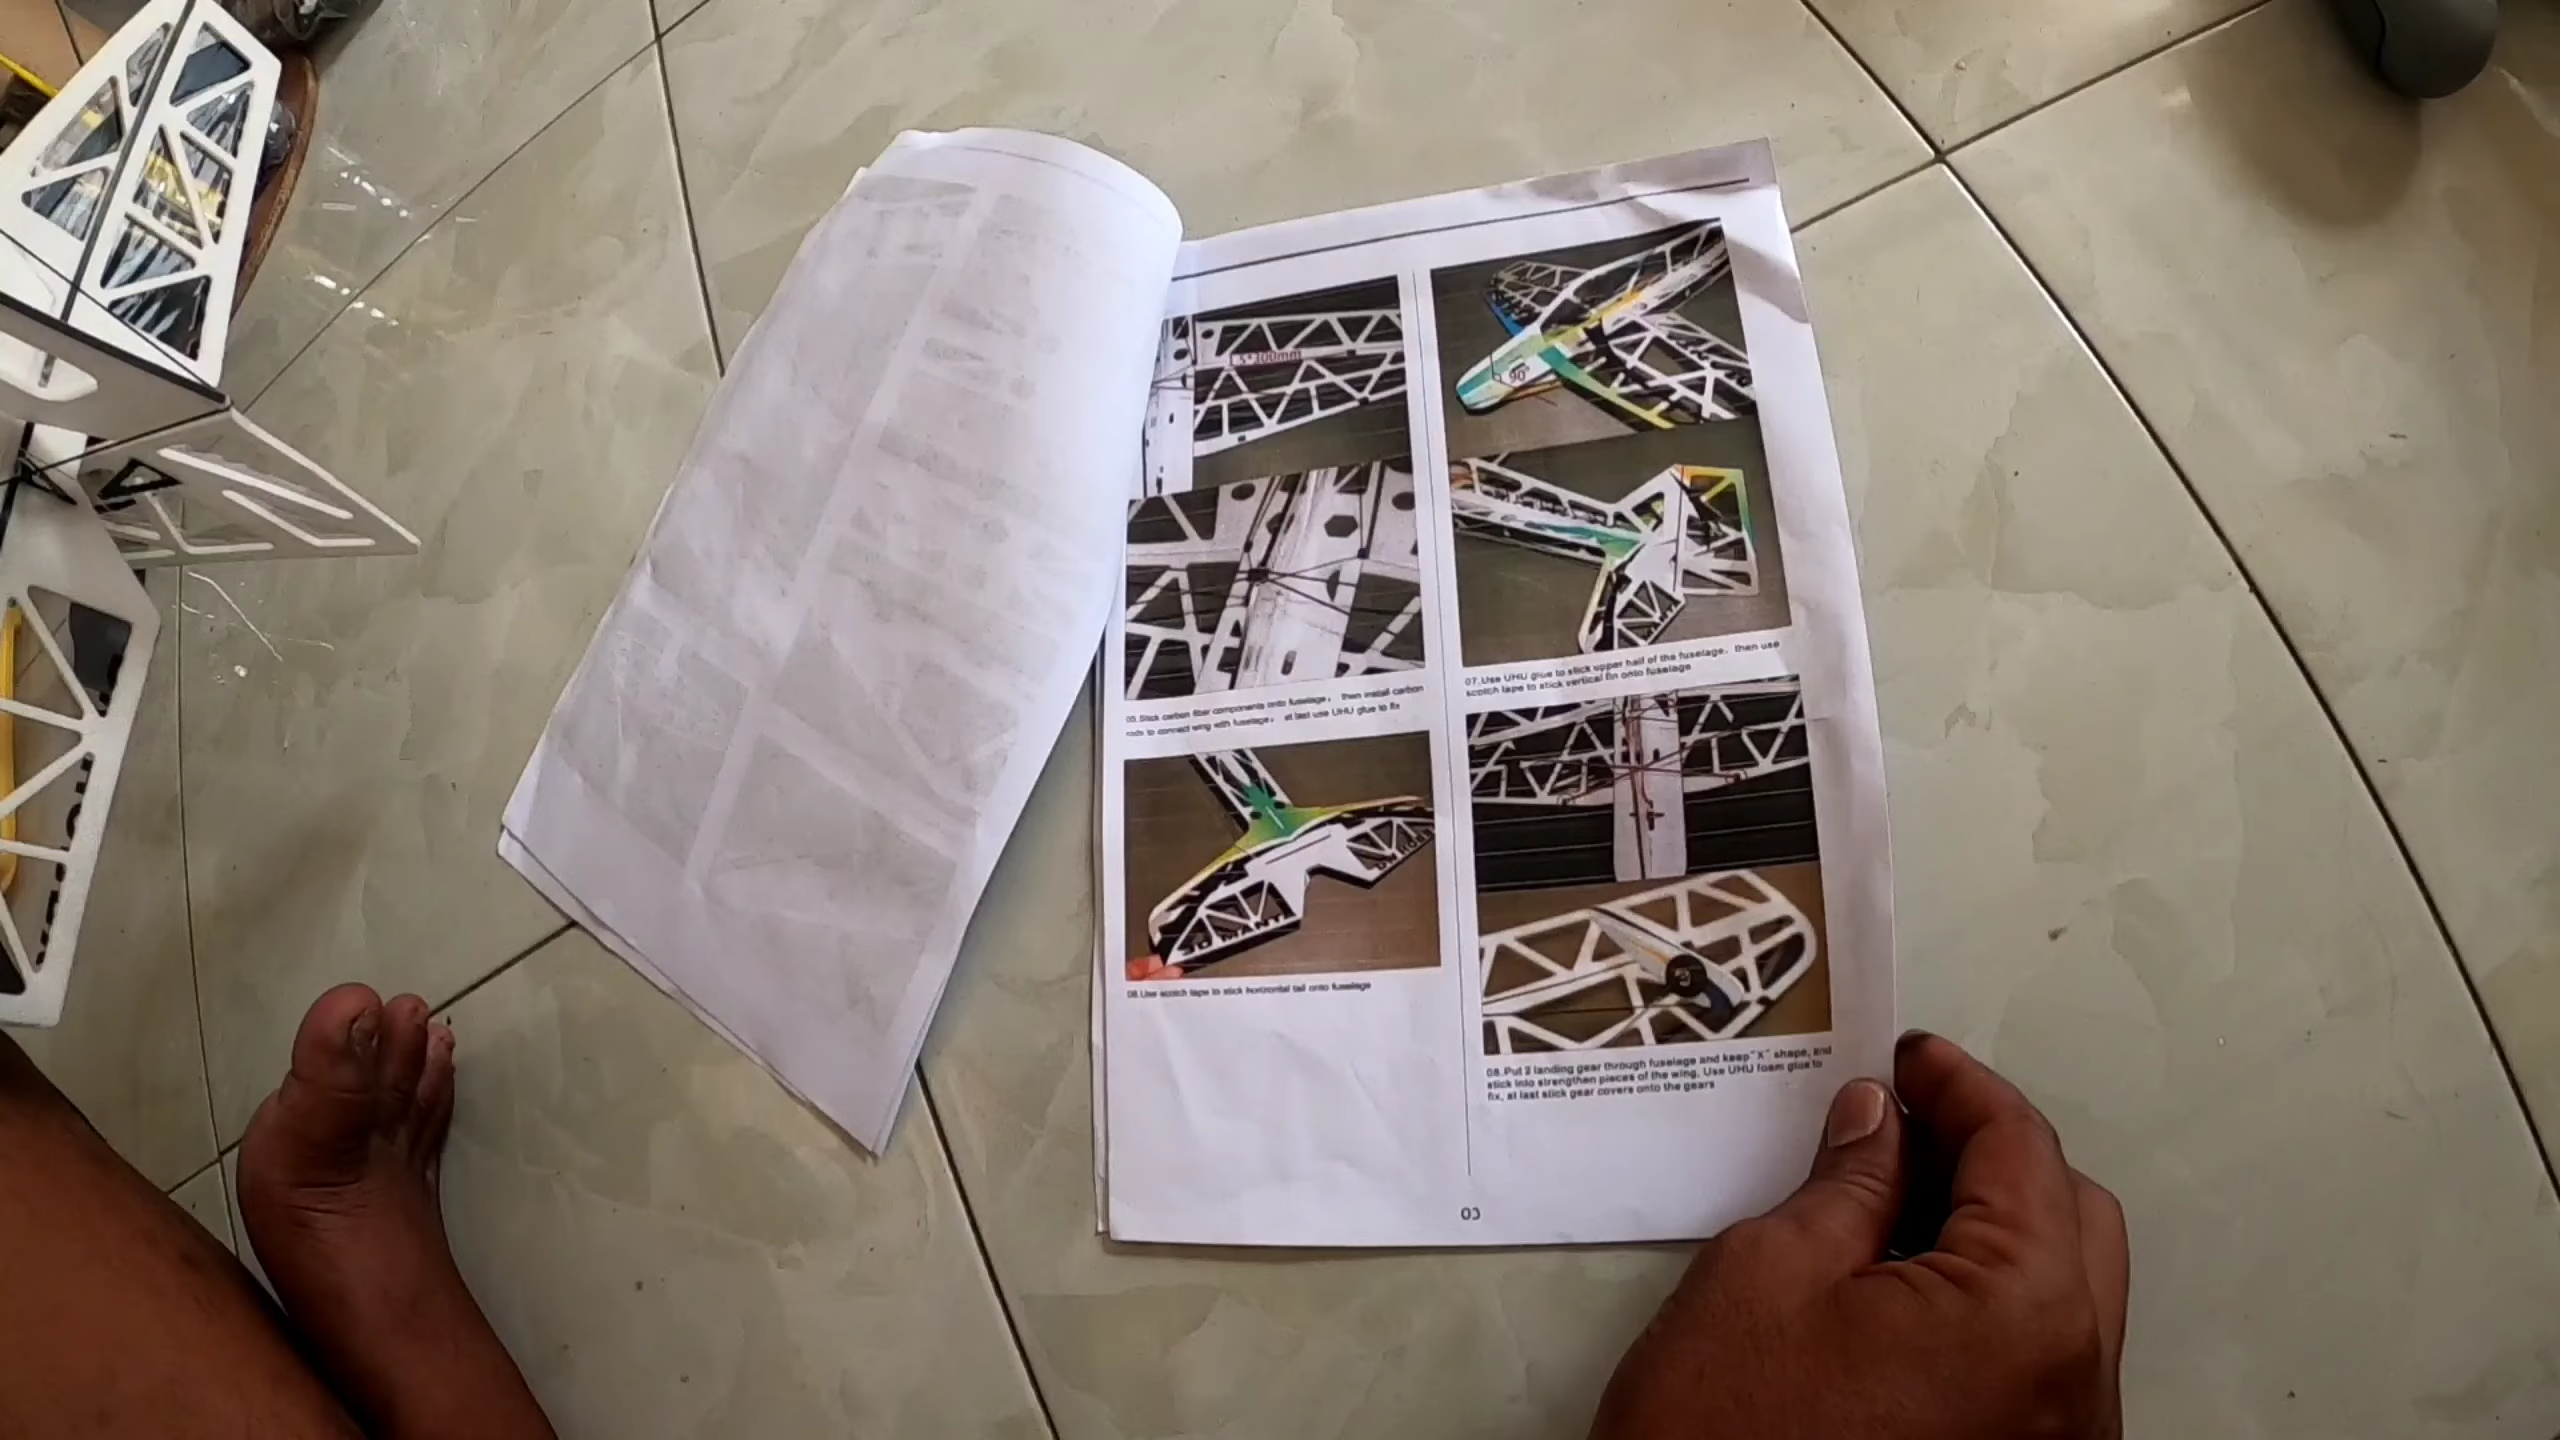 1.5*300mm
05.Stick carbon fiber components onto fuselage， then install carbon
rods to connect wing with fuselage， at last use UHU glue to fix
06.Use scotch tape to stick horizontal tail onto fuselage
90°
07.Use UHU glue to stick upper half of the fuselage， then use
scotch tape to stick vertical fin onto fuselage
08.Put 2 landing gear through fuselage and keep"X" shape, and
stick into strengthen pieces of the wing. Use UHU foam glue to
fix, at last stick gear covers onto the gears